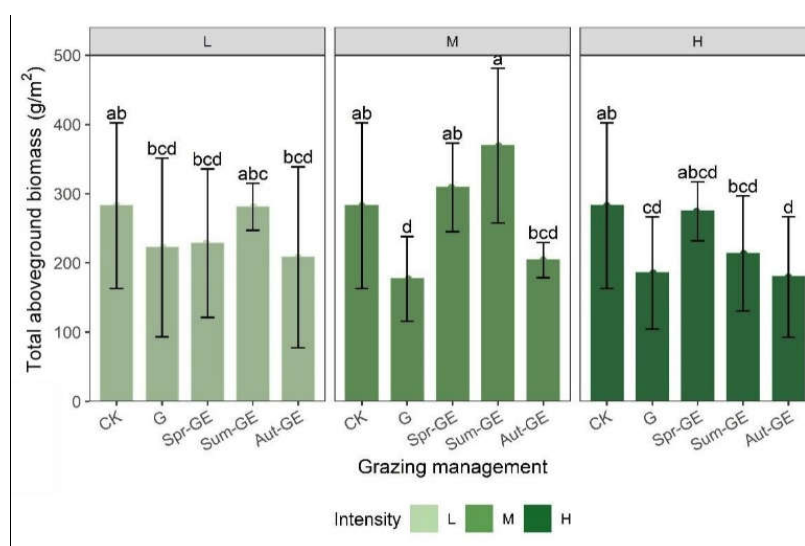 L M H
Total aboveground biomass (g/m²)
500
400
300
200
100
0
ab bcd bcd abc bcd
ab d ab a bcd
ab cd abcd bcd d
CK G Spr-GE Sum-GE Aut-GE CK G Spr-GE Sum-GE Aut-GE CK G Spr-GE Sum-GE Aut-GE
Grazing management
Intensity L M H